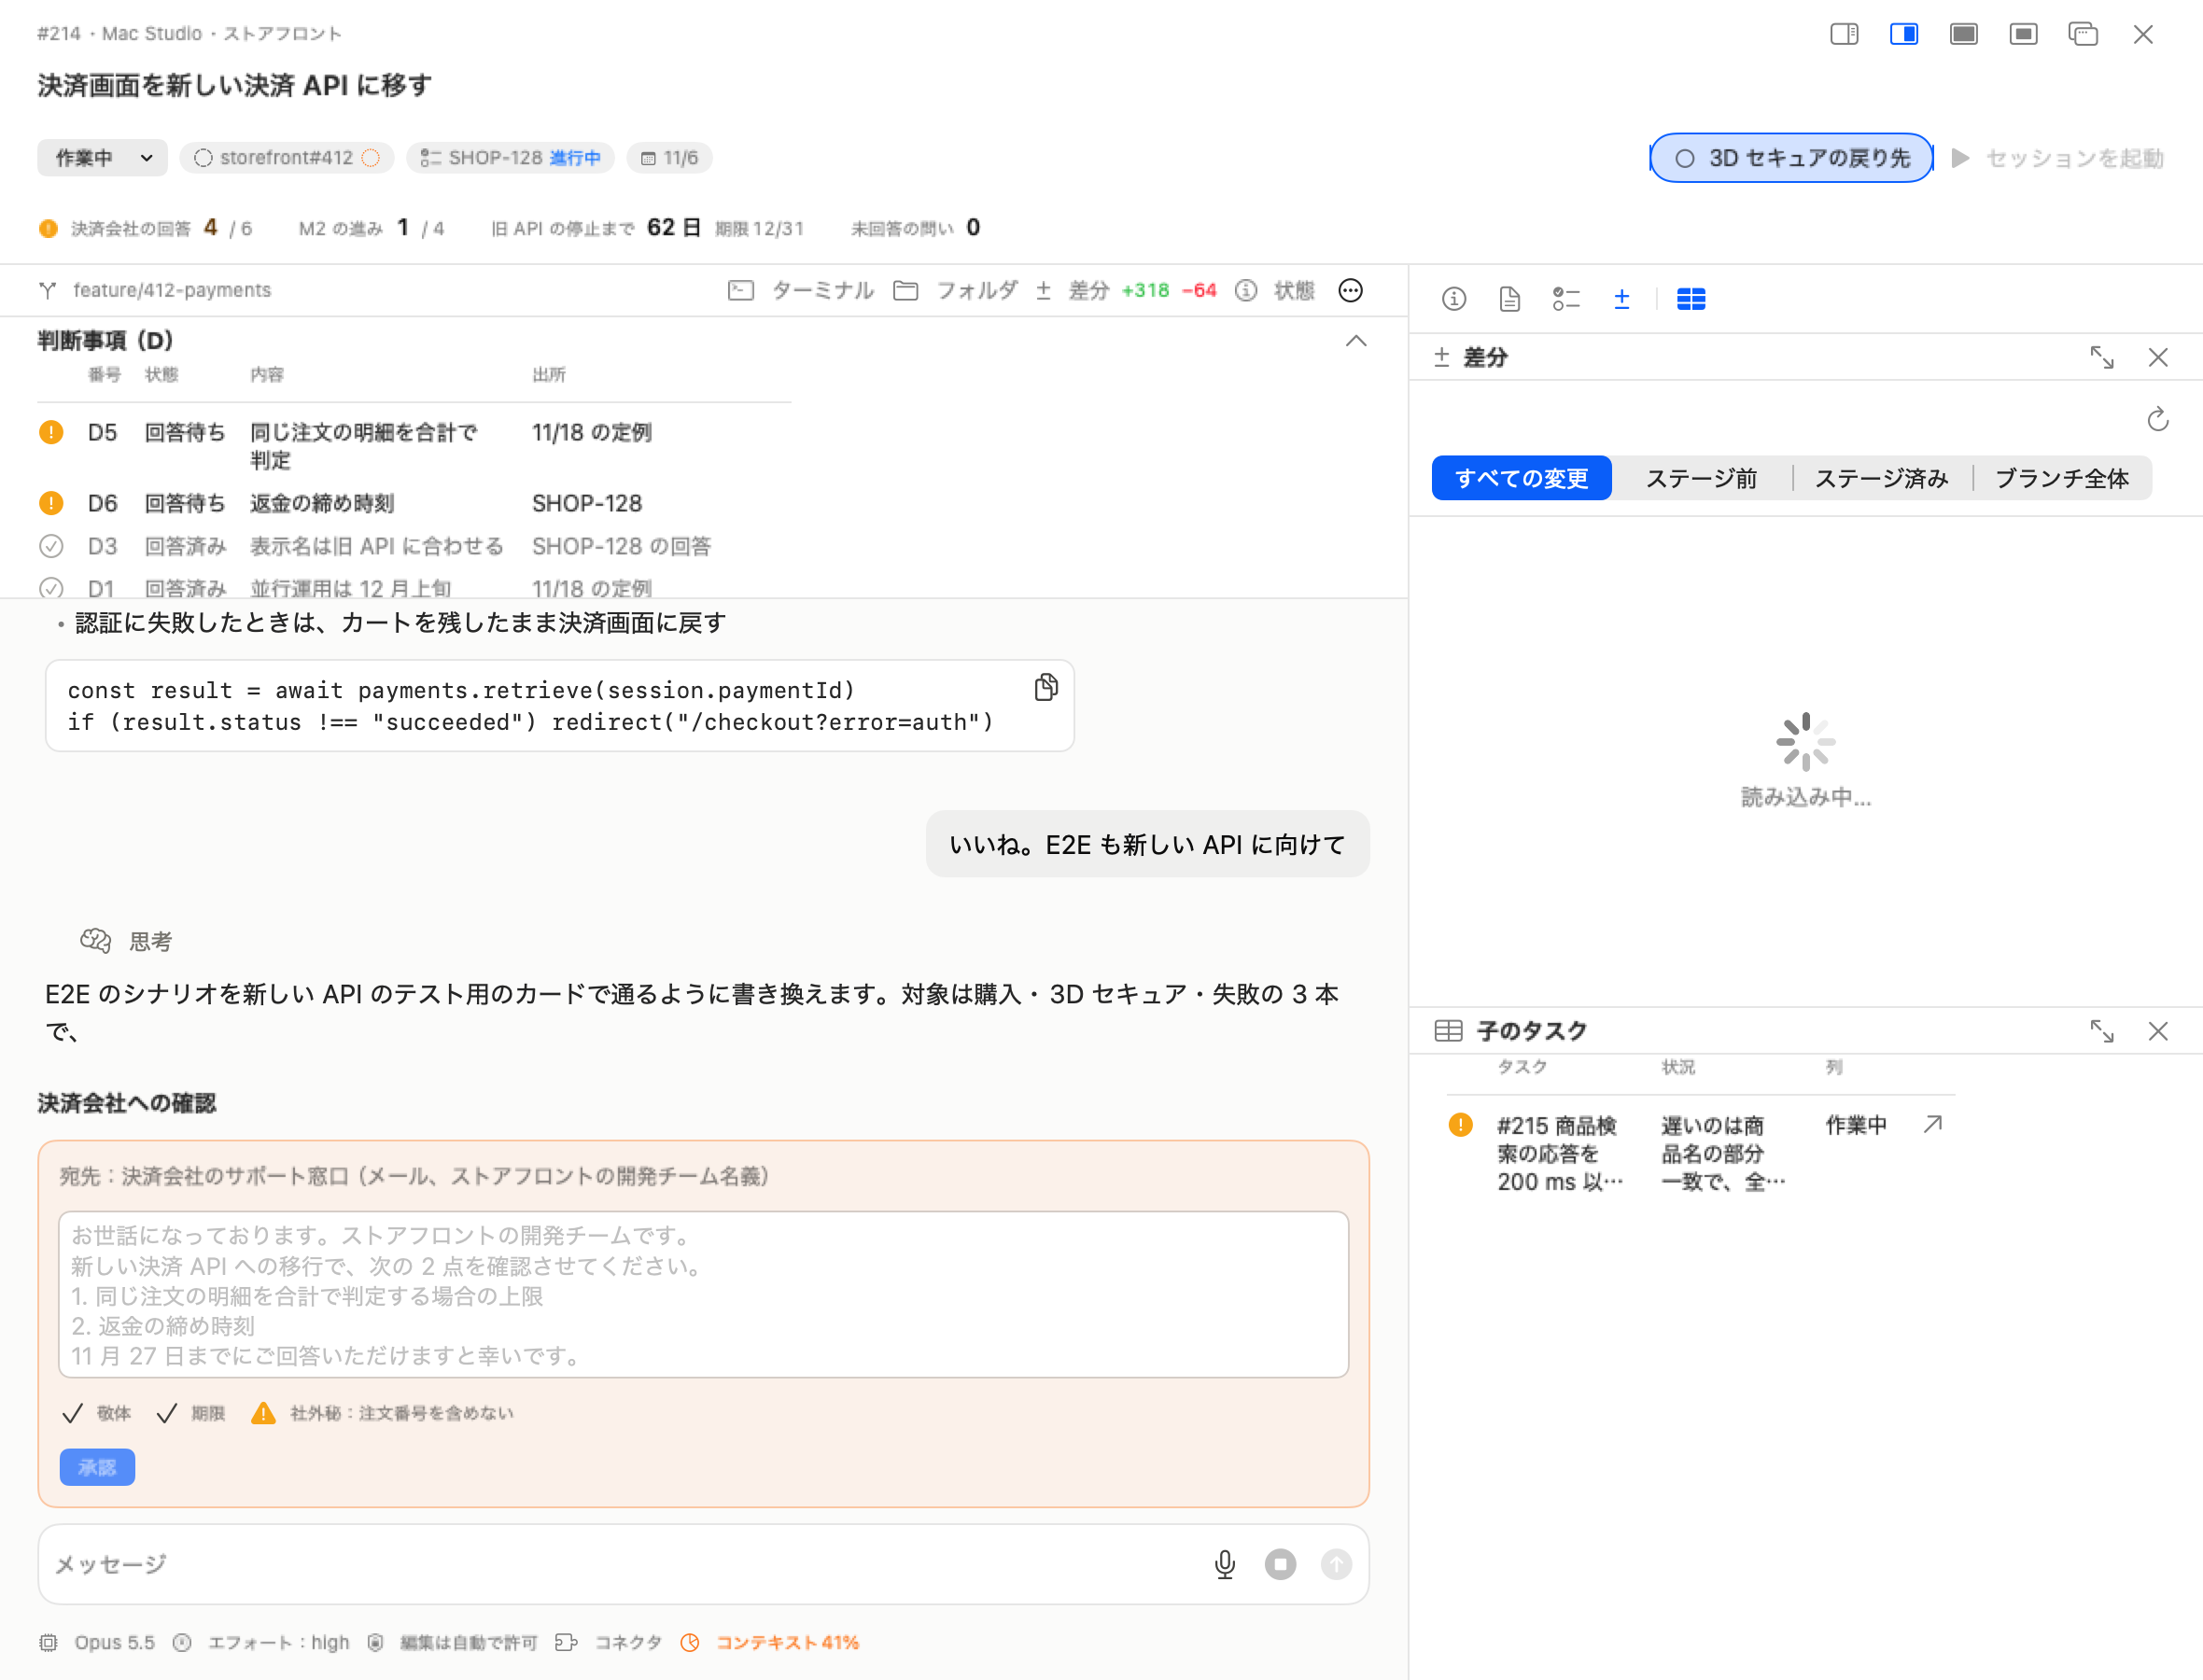 #214・Mac Studio・ストアフロント
決済画面を新しい決済 API に移す
作業中
storefront#412
SHOP-128 進行中
11/6
3D セキュアの戻り先
セッションを起動
決済会社の回答 4 / 6
M2 の進み 1 / 4
旧 API の停止まで 62 日 期限 12/31
未回答の問い 0
feature/412-payments
ターミナル
フォルダ
差分 +318 −64
状態
判断事項（D）
番号 状態 内容 出所
D5 回答待ち 同じ注文の明細を合計で 11/18 の定例
判定
D6 回答待ち 返金の締め時刻 SHOP-128
D3 回答済み 表示名は旧 API に合わせる SHOP-128 の回答
D1 回答済み 並行運用は 12 月上旬 11/18 の定例
・認証に失敗したときは、カートを残したまま決済画面に戻す
const result = await payments.retrieve(session.paymentId)
if (result.status !== "succeeded") redirect("/checkout?error=auth")
いいね。E2E も新しい API に向けて
思考
E2E のシナリオを新しい API のテスト用のカードで通るように書き換えます。対象は購入・3D セキュア・失敗の 3 本
で、
決済会社への確認
宛先：決済会社のサポート窓口（メール、ストアフロントの開発チーム名義）
お世話になっております。ストアフロントの開発チームです。
新しい決済 API への移行で、次の 2 点を確認させてください。
1. 同じ注文の明細を合計で判定する場合の上限
2. 返金の締め時刻
11 月 27 日までにご回答いただけますと幸いです。
敬体
期限
社外秘：注文番号を含めない
承認
メッセージ
Opus 5.5
エフォート：high
編集は自動で許可
コネクタ
コンテキスト 41%
± 差分
すべての変更
ステージ前
ステージ済み
ブランチ全体
読み込み中...
子のタスク
タスク 状況 列
#215 商品検 遅いのは商 作業中
索の応答を 品名の部分
200 ms 以… 一致で、全…